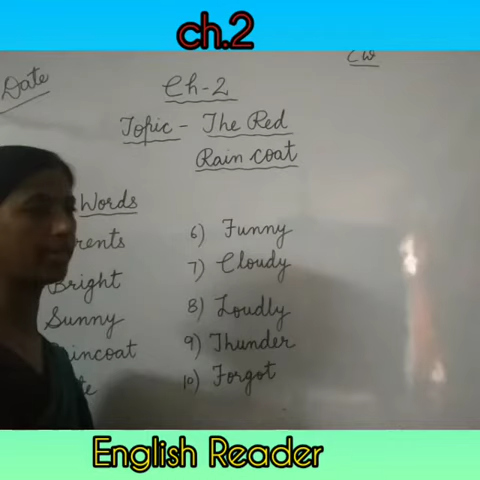 ch.2
Date
CW
Ch-2
Topic - The Red
Rain coat
Words
Bright
Sunny
6) Funny
7) Cloudy
8) Loudly
9) Thunder
10) Forgot
English Reader